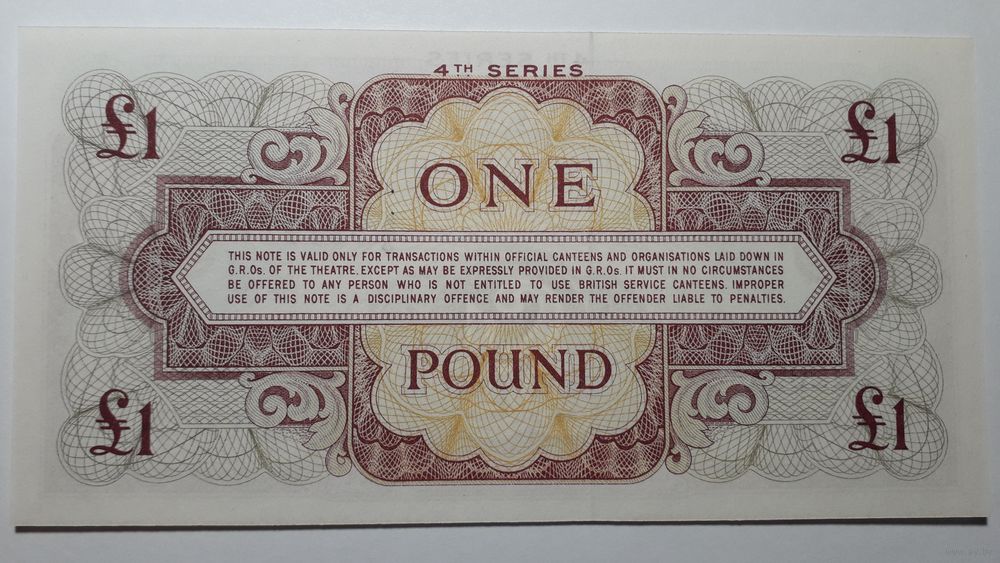 4TH SERIES
£1 £1
ONE
THIS NOTE IS VALID ONLY FOR TRANSACTIONS WITHIN OFFICIAL CANTEENS AND ORGANISATIONS LAID DOWN IN
G.R.Os. OF THE THEATRE. EXCEPT AS MAY BE EXPRESSLY PROVIDED IN G.R.Os. IT MUST IN NO CIRCUMSTANCES
BE OFFERED TO ANY PERSON WHO IS NOT ENTITLED TO USE BRITISH SERVICE CANTEENS. IMPROPER
USE OF THIS NOTE IS A DISCIPLINARY OFFENCE AND MAY RENDER THE OFFENDER LIABLE TO PENALTIES.
POUND
£1 £1
www.ay.by